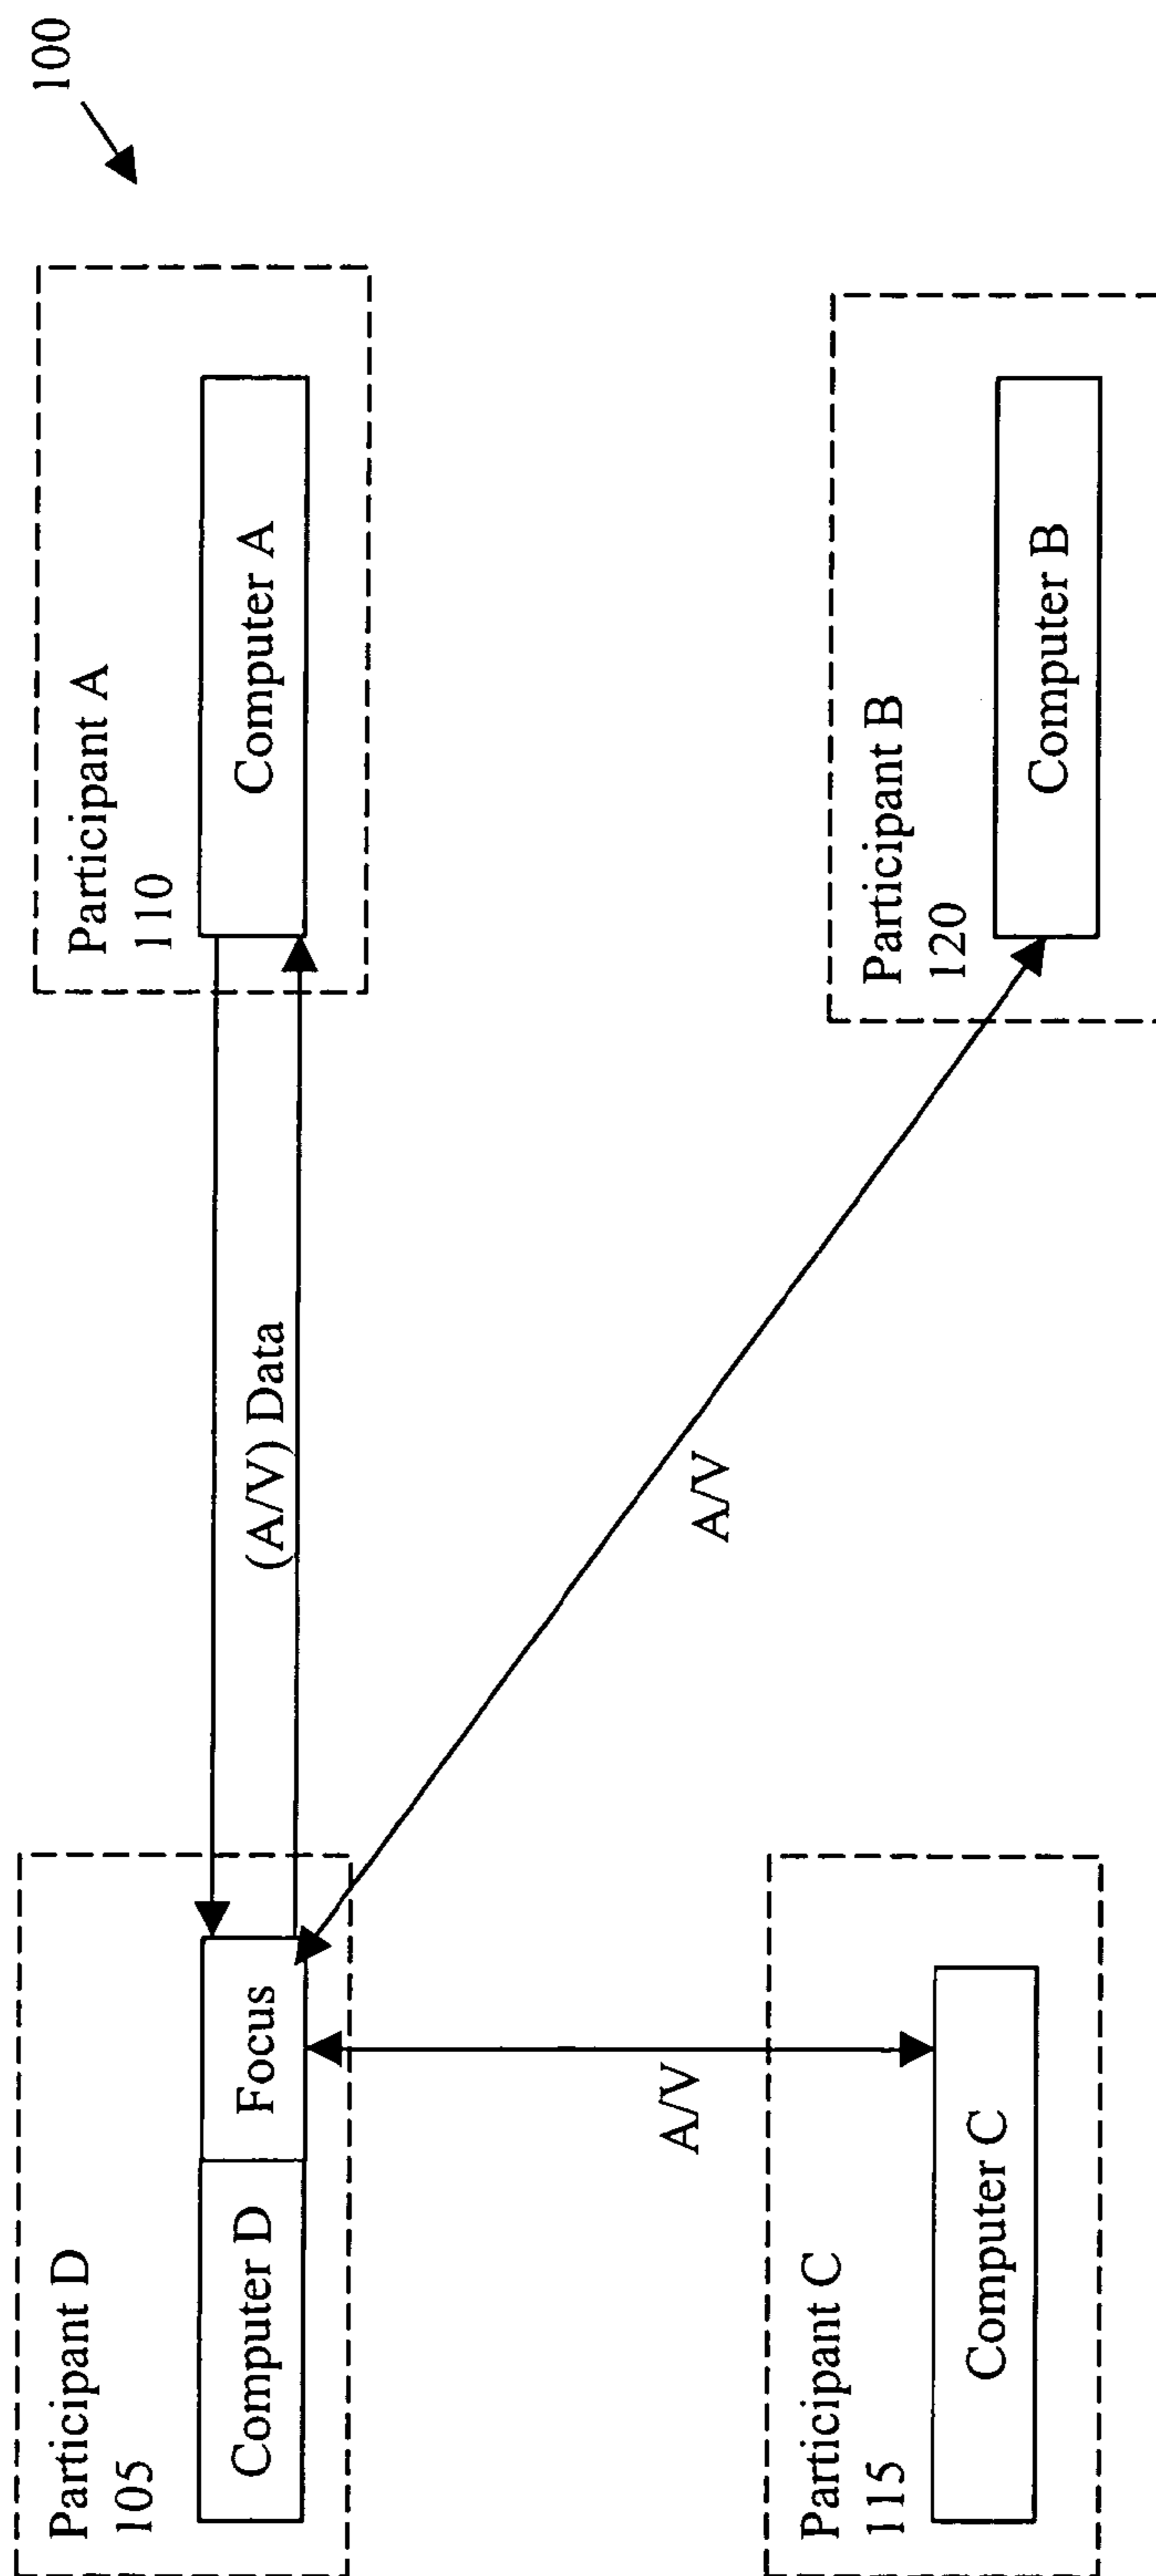 100
Participant D
105
Computer D
Focus
(A/V) Data
Participant A
110
Computer A
A/V
A/V
Participant C
115
Computer C
Participant B
120
Computer B